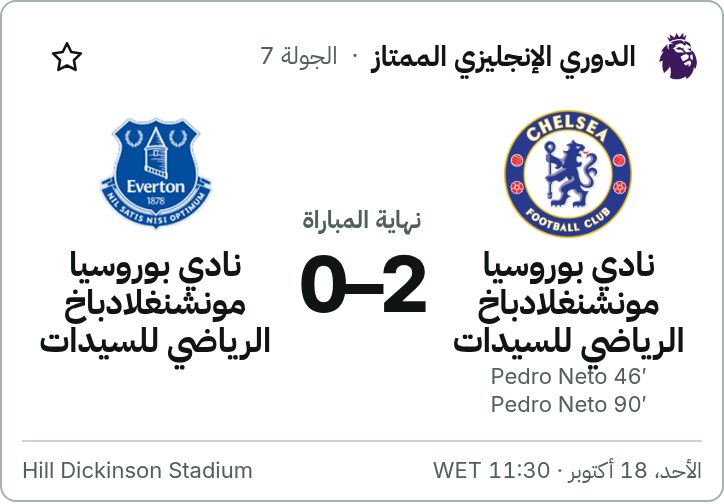 الدوري الإنجليزي الممتاز · الجولة 7
CHELSEA
FOOTBALL CLUB
Everton
1878
NIL SATIS NISI OPTIMUM
نهاية المباراة
0–2
نادي بوروسيا
مونشنغلادباخ
الرياضي للسيدات
Pedro Neto 46′
Pedro Neto 90′
نادي بوروسيا
مونشنغلادباخ
الرياضي للسيدات
الأحد، 18 أكتوبر · 11:30 WET
Hill Dickinson Stadium